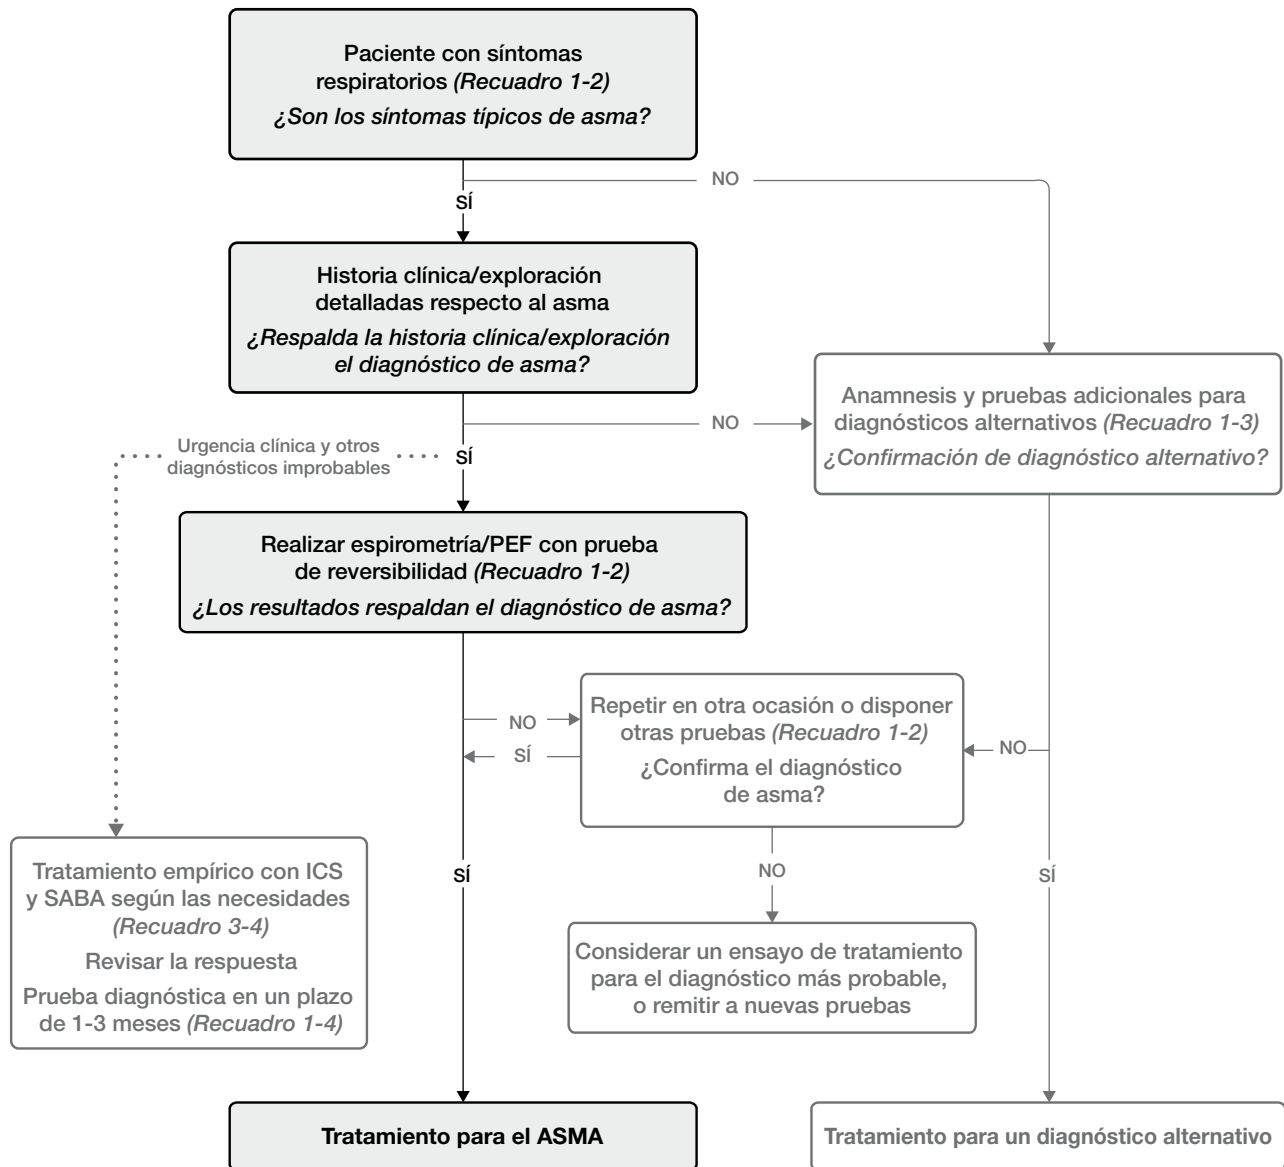 Paciente con síntomas
respiratorios (Recuadro 1-2)
¿Son los síntomas típicos de asma?
NO
SÍ
Historia clínica/exploración
detalladas respecto al asma
¿Respalda la historia clínica/exploración
el diagnóstico de asma?
Anamnesis y pruebas adicionales para
diagnósticos alternativos (Recuadro 1-3)
¿Confirmación de diagnóstico alternativo?
NO
Urgencia clínica y otros
diagnósticos improbables
SÍ
Realizar espirometría/PEF con prueba
de reversibilidad (Recuadro 1-2)
¿Los resultados respaldan el diagnóstico de asma?
Repetir en otra ocasión o disponer
otras pruebas (Recuadro 1-2)
¿Confirma el diagnóstico
de asma?
NO
SÍ
NO
Tratamiento empírico con ICS
y SABA según las necesidades
(Recuadro 3-4)
Revisar la respuesta
Prueba diagnóstica en un plazo
de 1-3 meses (Recuadro 1-4)
SÍ
NO
SÍ
Considerar un ensayo de tratamiento
para el diagnóstico más probable,
o remitir a nuevas pruebas
Tratamiento para el ASMA
Tratamiento para un diagnóstico alternativo